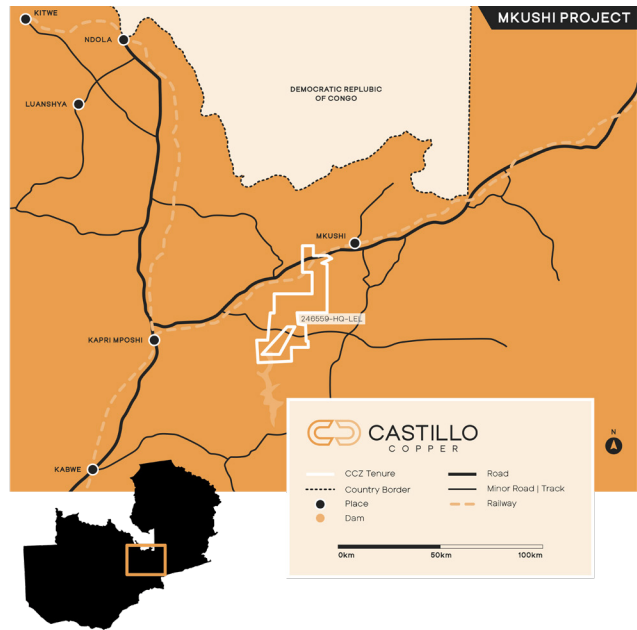 MKUSHI PROJECT
KITWE
NDOLA
LUANSHYA
DEMOCRATIC REPLUBIC
OF CONGO
MKUSHI
246559-HQ-LEL
KAPRI MPOSHI
KABWE
N
CASTILLO
COPPER
CCZ Tenure
Country Border
Place
Dam
Road
Minor Road | Track
Railway
0km 50km 100km